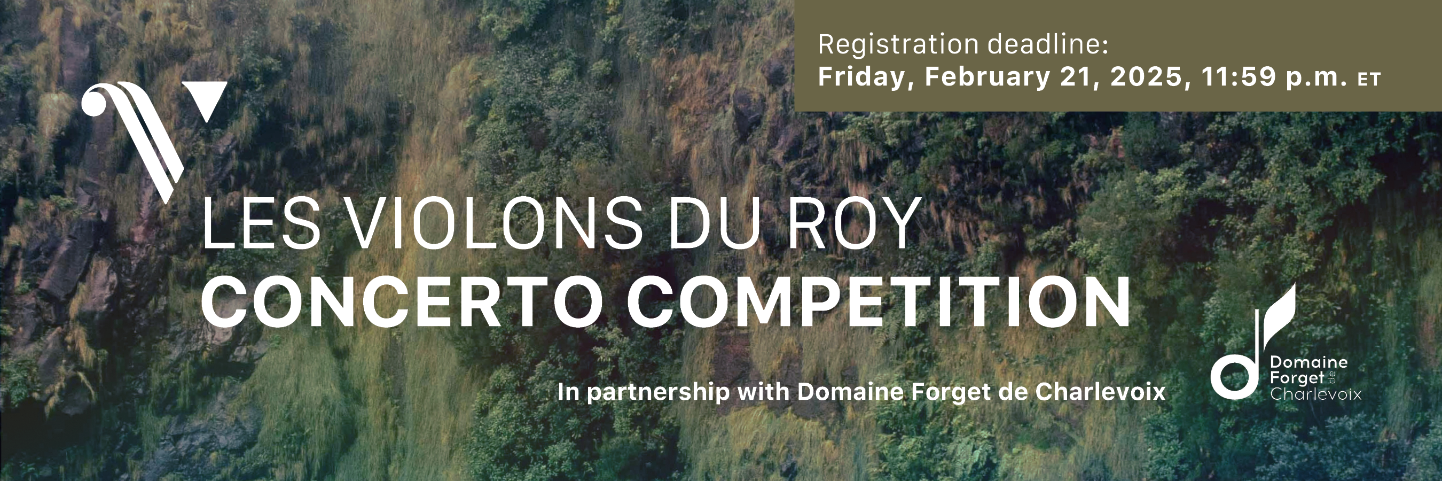 Registration deadline:
Friday, February 21, 2025, 11:59 p.m. ET
LES VIOLONS DU ROY
CONCERTO COMPETITION
In partnership with Domaine Forget de Charlevoix
Domaine
Forget de
Charlevoix